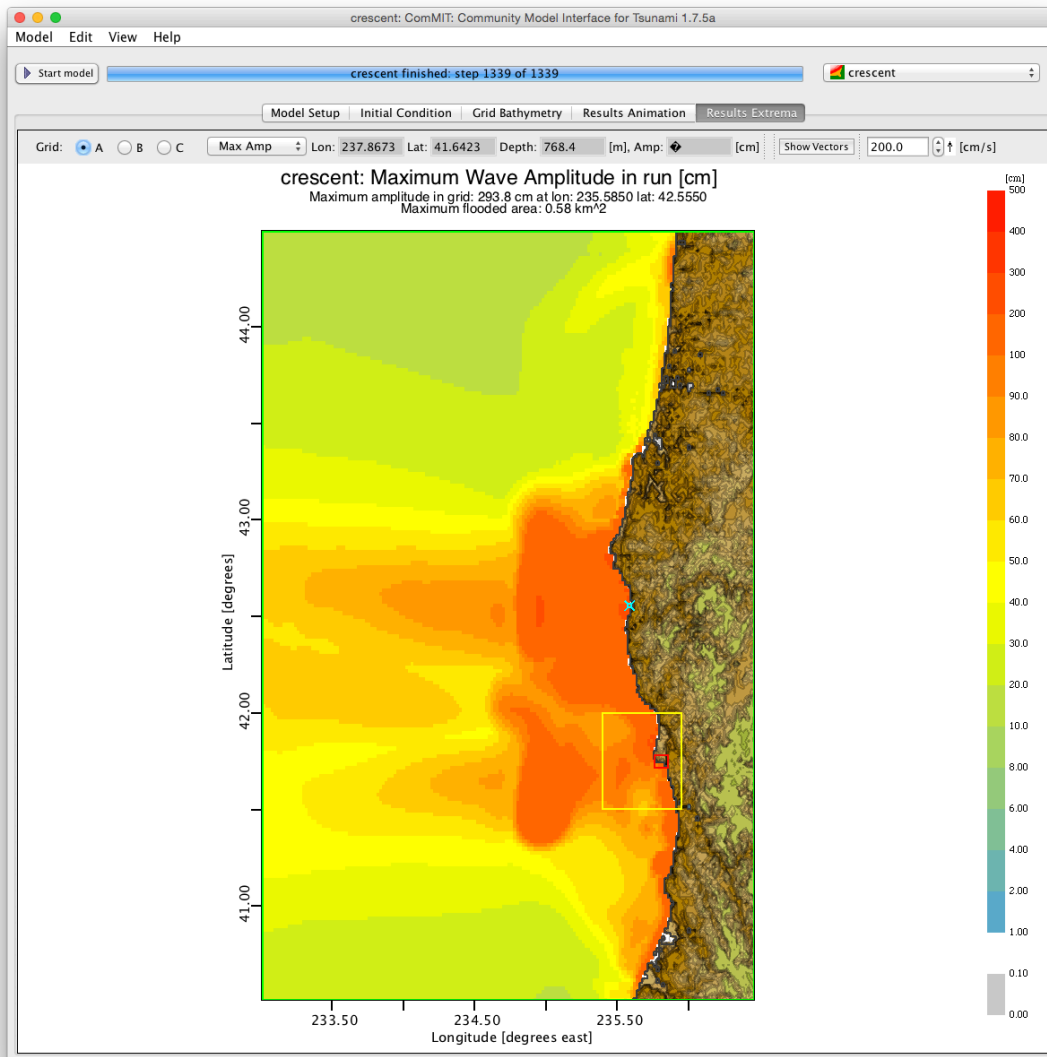 crescent: ComMIT: Community Model Interface for Tsunami 1.7.5a
Model Edit View Help
Start model crescent finished: step 1339 of 1339 crescent
Model Setup Initial Condition Grid Bathymetry Results Animation Results Extrema
Grid: A B C Max Amp Lon: 237.8673 Lat: 41.6423 Depth: 768.4 [m], Amp: � [cm] Show Vectors 200.0 [cm/s]
crescent: Maximum Wave Amplitude in run [cm]
Maximum amplitude in grid: 293.8 cm at lon: 235.5850 lat: 42.5550
Maximum flooded area: 0.58 km^2
[cm]
500
400
300
200
100
90.0
80.0
70.0
60.0
50.0
40.0
30.0
20.0
10.0
8.00
6.00
4.00
2.00
1.00
0.10
0.00
44.00
43.00
42.00
41.00
Latitude [degrees]
233.50 234.50 235.50
Longitude [degrees east]